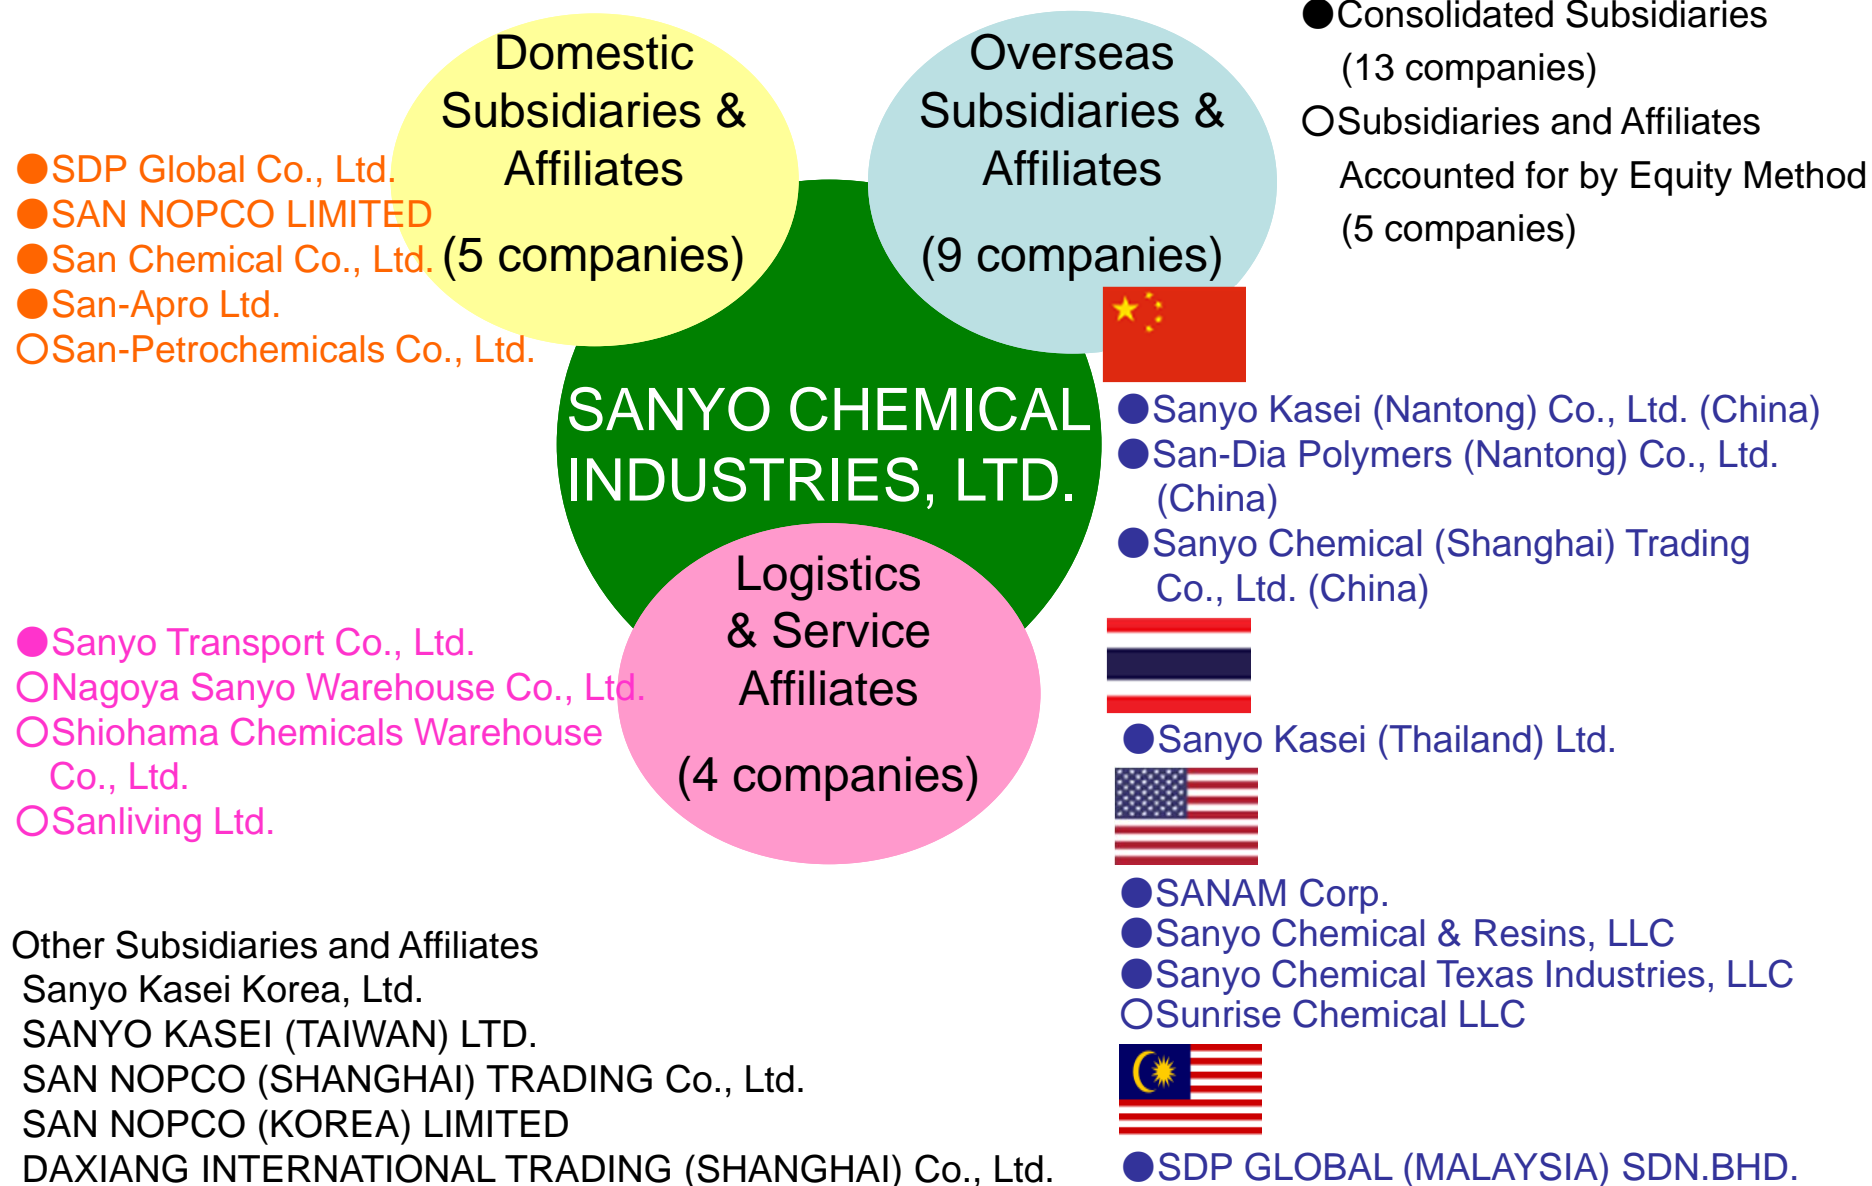 Domestic
Subsidiaries &
Affiliates
(5 companies)
Overseas
Subsidiaries &
Affiliates
(9 companies)
●Consolidated Subsidiaries
(13 companies)
○Subsidiaries and Affiliates
Accounted for by Equity Method
(5 companies)
●SDP Global Co., Ltd.
●SAN NOPCO LIMITED
●San Chemical Co., Ltd.
●San-Apro Ltd.
○San-Petrochemicals Co., Ltd.
SANYO CHEMICAL
INDUSTRIES, LTD.
●Sanyo Kasei (Nantong) Co., Ltd. (China)
●San-Dia Polymers (Nantong) Co., Ltd.
(China)
●Sanyo Chemical (Shanghai) Trading
Co., Ltd. (China)
Logistics
& Service
Affiliates
(4 companies)
●Sanyo Transport Co., Ltd.
○Nagoya Sanyo Warehouse Co., Ltd.
○Shiohama Chemicals Warehouse
Co., Ltd.
○Sanliving Ltd.
●Sanyo Kasei (Thailand) Ltd.
●SANAM Corp.
●Sanyo Chemical & Resins, LLC
●Sanyo Chemical Texas Industries, LLC
○Sunrise Chemical LLC
●SDP GLOBAL (MALAYSIA) SDN.BHD.
Other Subsidiaries and Affiliates
Sanyo Kasei Korea, Ltd.
SANYO KASEI (TAIWAN) LTD.
SAN NOPCO (SHANGHAI) TRADING Co., Ltd.
SAN NOPCO (KOREA) LIMITED
DAXIANG INTERNATIONAL TRADING (SHANGHAI) Co., Ltd.